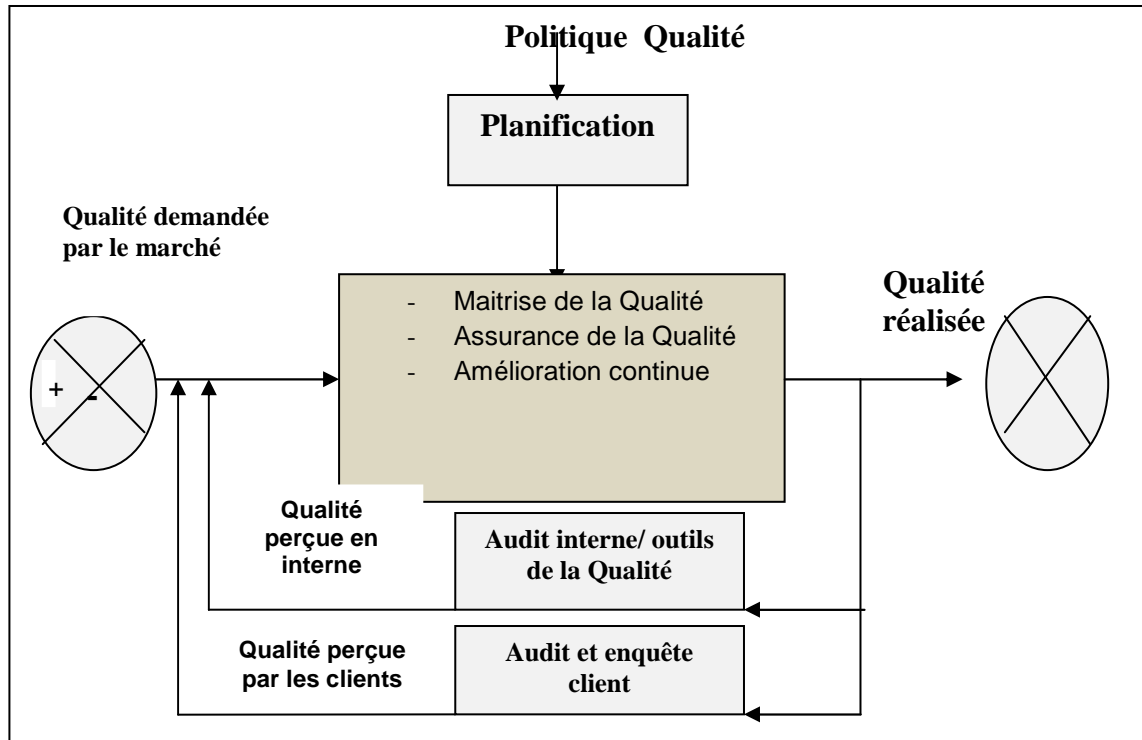 Politique Qualité
Planification
Qualité demandée
par le marché
- Maitrise de la Qualité
- Assurance de la Qualité
- Amélioration continue
Qualité
réalisée
+ -
Qualité
perçue en
interne
Audit interne/ outils
de la Qualité
Qualité perçue
par les clients
Audit et enquête
client